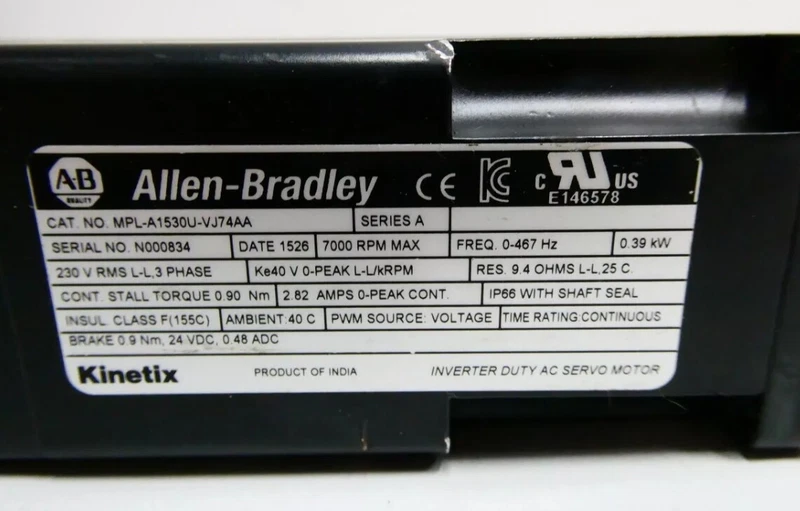 A-B QUALITY Allen-Bradley CE KC c RU US E146578
CAT. NO. MPL-A1530U-VJ74AA SERIES A
SERIAL NO. N000834 DATE 1526 7000 RPM MAX FREQ. 0-467 Hz 0.39 kW
230 V RMS L-L,3 PHASE Ke40 V 0-PEAK L-L/kRPM RES. 9.4 OHMS L-L,25 C.
CONT. STALL TORQUE 0.90 Nm 2.82 AMPS 0-PEAK CONT. IP66 WITH SHAFT SEAL
INSUL. CLASS F(155C) AMBIENT:40 C PWM SOURCE: VOLTAGE TIME RATING CONTINUOUS
BRAKE 0.9 Nm, 24 VDC, 0.48 ADC
Kinetix PRODUCT OF INDIA INVERTER DUTY AC SERVO MOTOR